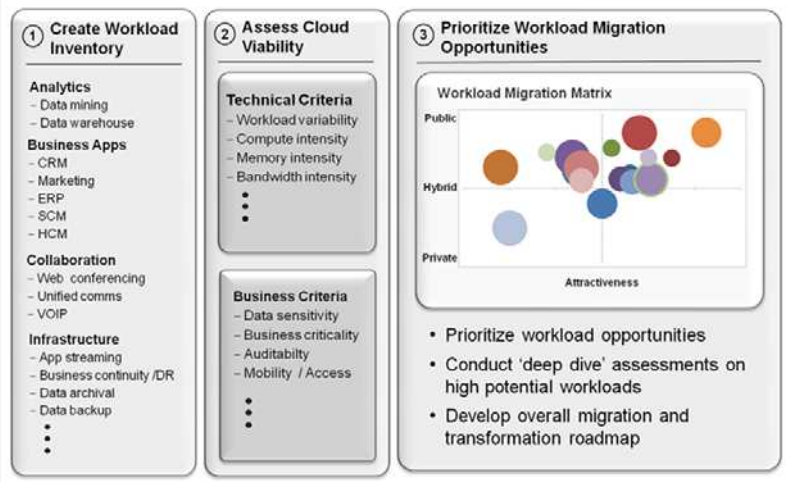 1 Create Workload
Inventory
Analytics
– Data mining
– Data warehouse
Business Apps
– CRM
– Marketing
– ERP
– SCM
– HCM
Collaboration
– Web conferencing
– Unified comms
– VOIP
Infrastructure
– App streaming
– Business continuity /DR
– Data archival
– Data backup
2 Assess Cloud
Viability
Technical Criteria
– Workload variability
– Compute intensity
– Memory intensity
– Bandwidth intensity
Business Criteria
– Data sensitivity
– Business criticality
– Auditabilty
– Mobility / Access
3 Prioritize Workload Migration
Opportunities
Workload Migration Matrix
Public
Hybrid
Private
Attractiveness
• Prioritize workload opportunities
• Conduct ‘deep dive’ assessments on
high potential workloads
• Develop overall migration and
transformation roadmap